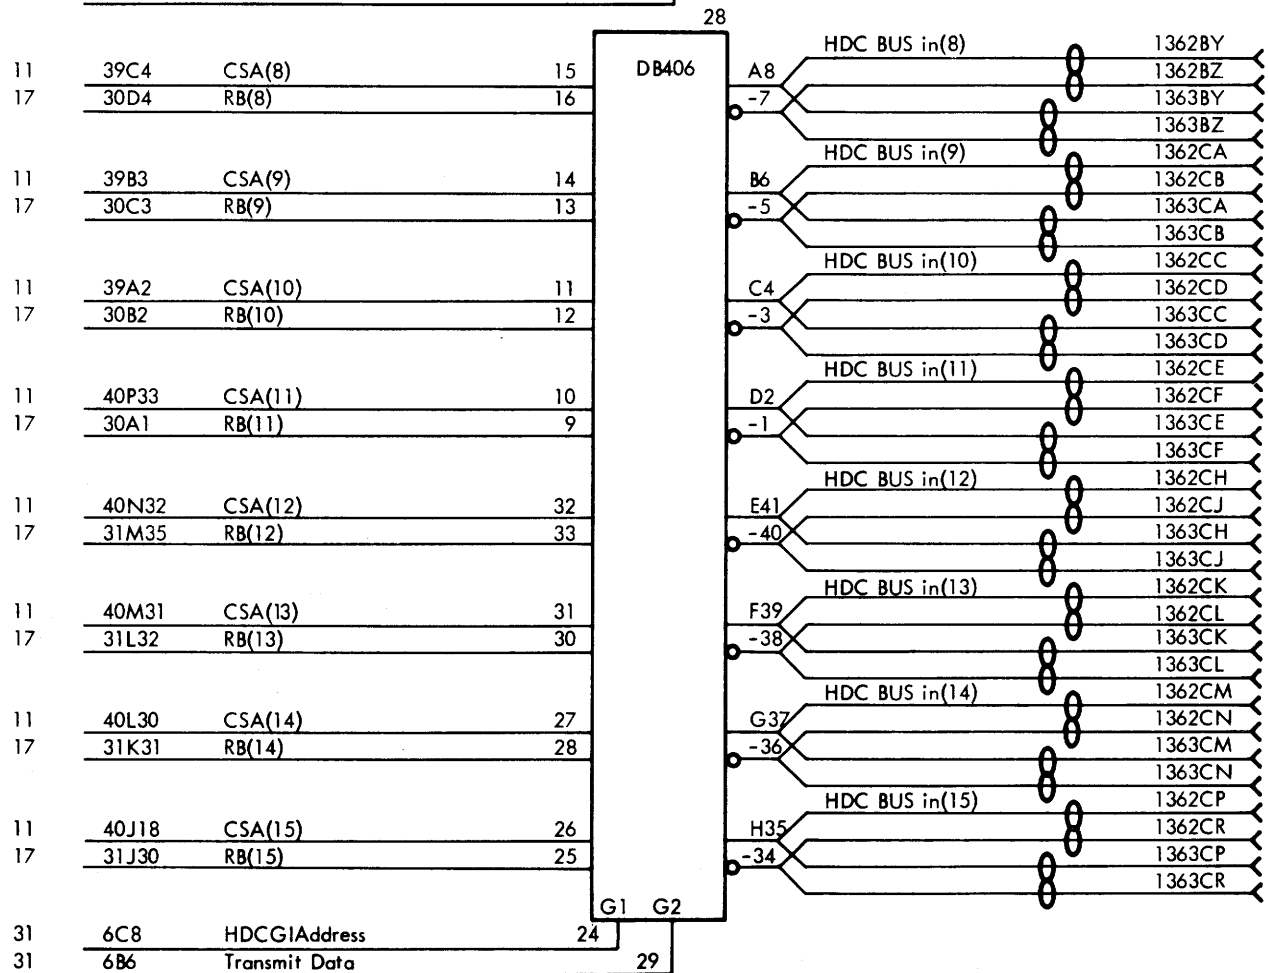 28
DB406
HDC BUS in(8) 1362BY
11 39C4 CSA(8) 15 A8 1362BZ
17 30D4 RB(8) 16 -7 1363BY
1363BZ
HDC BUS in(9) 1362CA
11 39B3 CSA(9) 14 B6 1362CB
17 30C3 RB(9) 13 -5 1363CA
1363CB
HDC BUS in(10) 1362CC
11 39A2 CSA(10) 11 C4 1362CD
17 30B2 RB(10) 12 -3 1363CC
1363CD
HDC BUS in(11) 1362CE
11 40P33 CSA(11) 10 D2 1362CF
17 30A1 RB(11) 9 -1 1363CE
1363CF
HDC BUS in(12) 1362CH
11 40N32 CSA(12) 32 E41 1362CJ
17 31M35 RB(12) 33 -40 1363CH
1363CJ
HDC BUS in(13) 1362CK
11 40M31 CSA(13) 31 F39 1362CL
17 31L32 RB(13) 30 -38 1363CK
1363CL
HDC BUS in(14) 1362CM
11 40L30 CSA(14) 27 G37 1362CN
17 31K31 RB(14) 28 -36 1363CM
1363CN
HDC BUS in(15) 1362CP
11 40J18 CSA(15) 26 H35 1362CR
17 31J30 RB(15) 25 -34 1363CP
1363CR
G1 G2
31 6C8 HDCGIAddress 24
31 6B6 Transmit Data 29